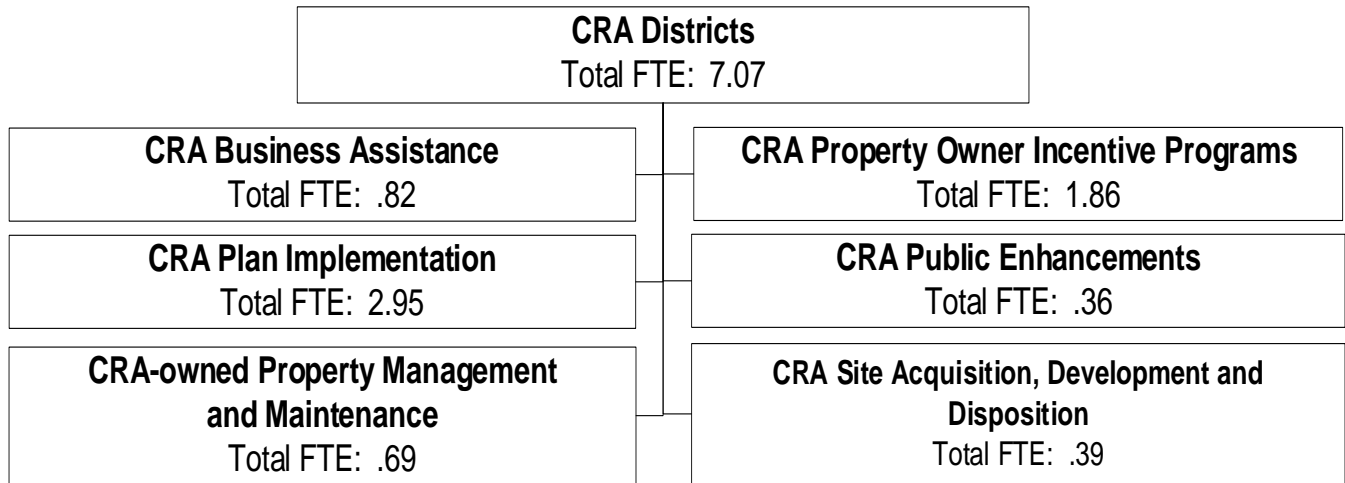 CRA Districts
Total FTE: 7.07
CRA Business Assistance
Total FTE: .82
CRA Property Owner Incentive Programs
Total FTE: 1.86
CRA Plan Implementation
Total FTE: 2.95
CRA Public Enhancements
Total FTE: .36
CRA-owned Property Management
and Maintenance
Total FTE: .69
CRA Site Acquisition, Development and
Disposition
Total FTE: .39